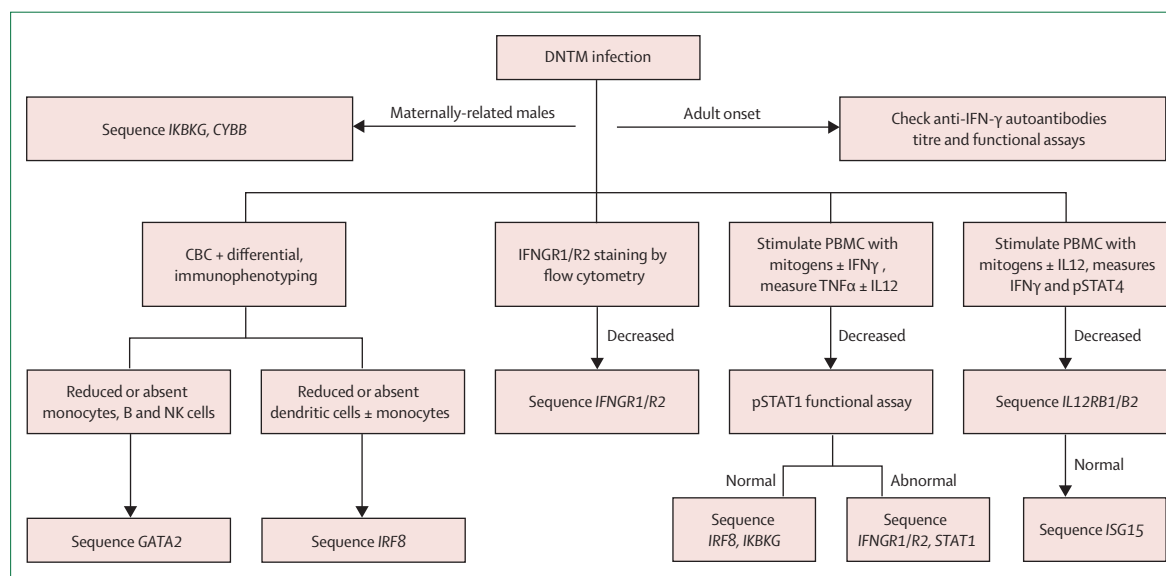 DNTM infection
Maternally-related males
Adult onset
Sequence IKBKG, CYBB
Check anti-IFN-γ autoantibodies
titre and functional assays
CBC + differential,
immunophenotyping
IFNGR1/R2 staining by
flow cytometry
Stimulate PBMC with
mitogens ± IFNγ ,
measure TNFα ± IL12
Stimulate PBMC with
mitogens ± IL12, measures
IFNγ and pSTAT4
Decreased
Decreased
Decreased
Reduced or absent
monocytes, B and NK cells
Reduced or absent
dendritic cells ± monocytes
Sequence IFNGR1/R2
pSTAT1 functional assay
Sequence IL12RB1/B2
Normal
Abnormal
Normal
Sequence GATA2
Sequence IRF8
Sequence
IRF8, IKBKG
Sequence
IFNGR1/R2, STAT1
Sequence ISG15